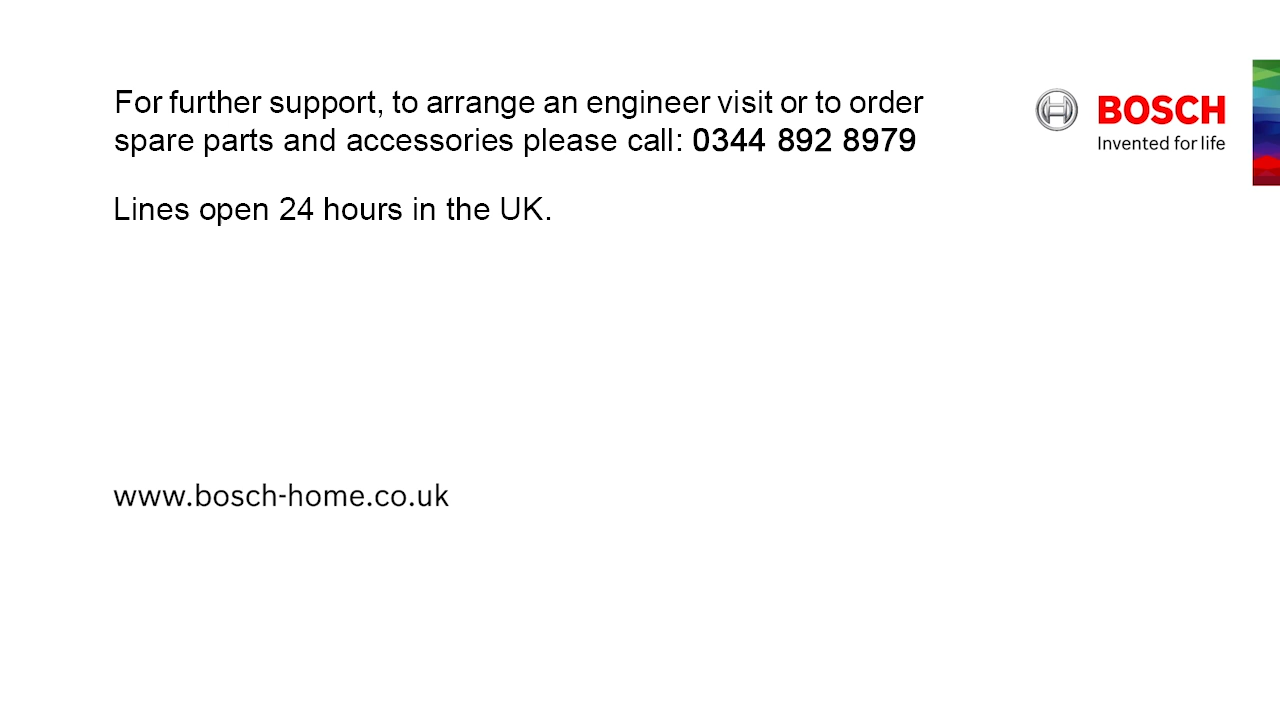 For further support, to arrange an engineer visit or to order
spare parts and accessories please call: 0344 892 8979
Lines open 24 hours in the UK.
BOSCH
Invented for life
www.bosch-home.co.uk